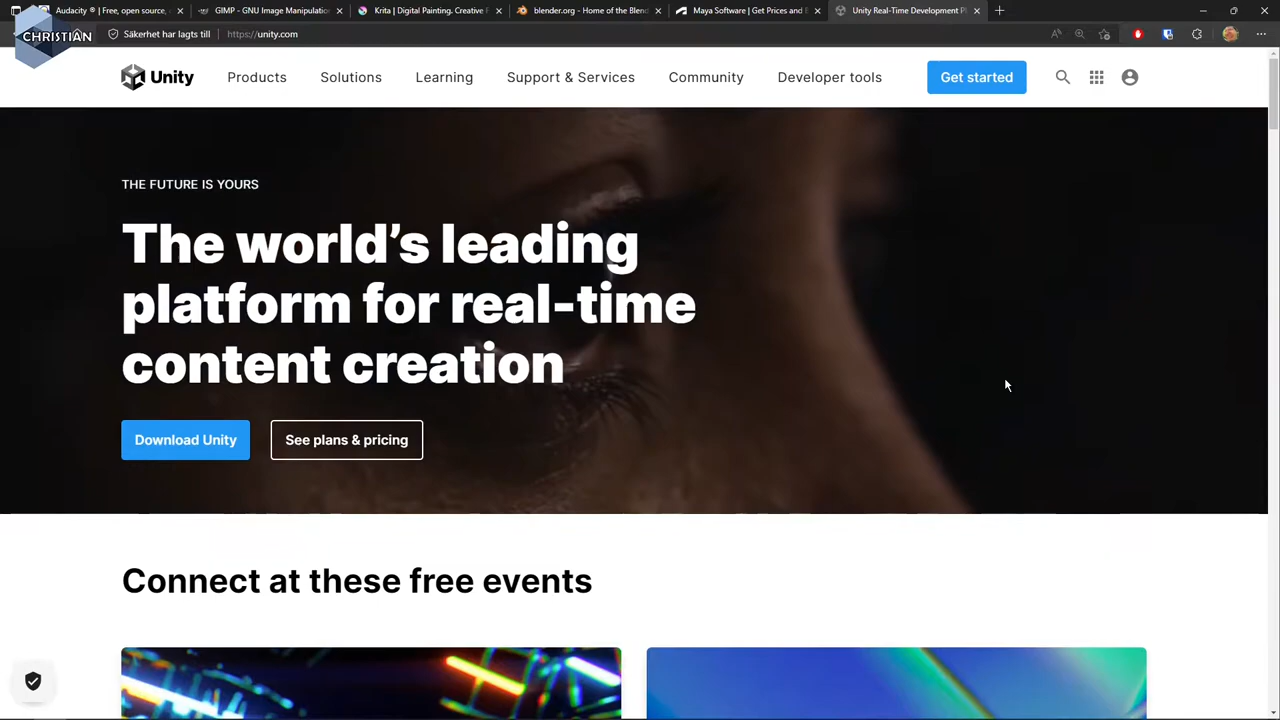 Audacity ® | Free, open source,
GIMP - GNU Image Manipulation
Krita | Digital Painting. Creative F
blender.org - Home of the Blend
Maya Software | Get Prices and B
Unity Real-Time Development Pl
CHRISTIAN
Säkerhet har lagts till
https://unity.com
Unity
Products
Solutions
Learning
Support & Services
Community
Developer tools
Get started
THE FUTURE IS YOURS
The world's leading
platform for real-time
content creation
Download Unity
See plans & pricing
Connect at these free events